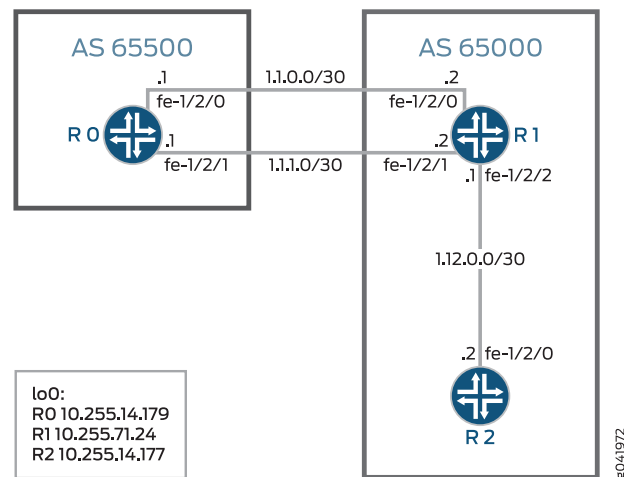 AS 65500
AS 65000
.1 1.1.0.0/30 .2
fe-1/2/0 fe-1/2/0
R0 R1
.1 .2
fe-1/2/1 1.1.1.0/30 fe-1/2/1
.1 fe-1/2/2
1.12.0.0/30
.2 fe-1/2/0
R2
lo0:
R0 10.255.14.179
R1 10.255.71.24
R2 10.255.14.177
g041972